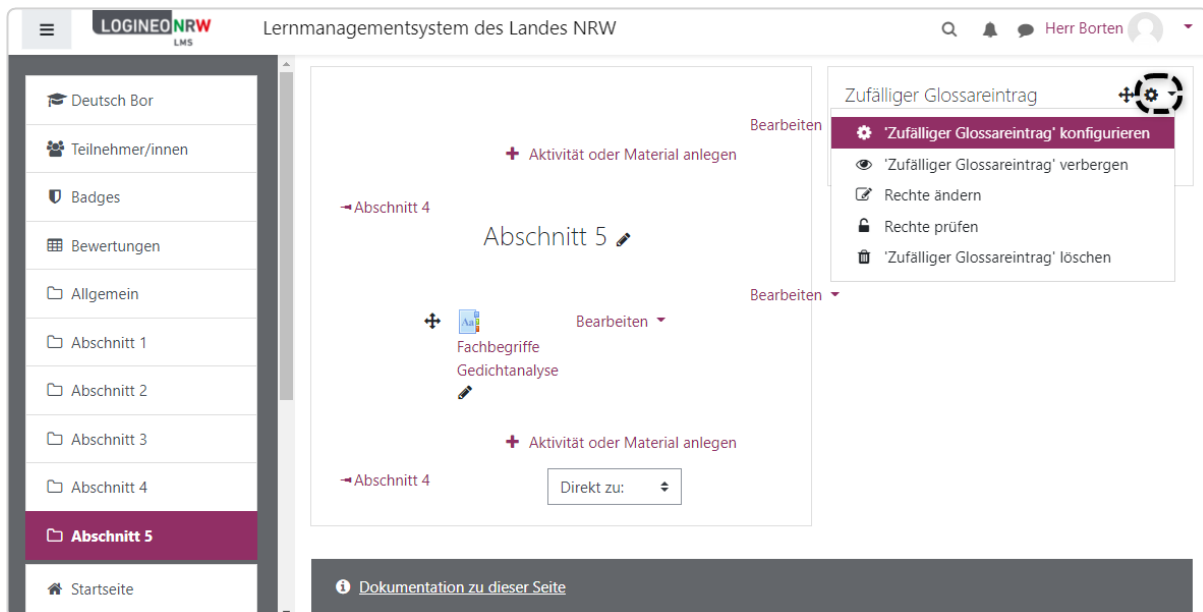 LOGINEO NRW
LMS
Lernmanagementsystem des Landes NRW
Herr Borten
Deutsch Bor
Teilnehmer/innen
Badges
Bewertungen
Allgemein
Abschnitt 1
Abschnitt 2
Abschnitt 3
Abschnitt 4
Abschnitt 5
Startseite
Bearbeiten
Aktivität oder Material anlegen
Abschnitt 4
Abschnitt 5
Bearbeiten
Aa
Bearbeiten
Fachbegriffe
Gedichtanalyse
Aktivität oder Material anlegen
Abschnitt 4
Direkt zu:
Zufälliger Glossareintrag
'Zufälliger Glossareintrag' konfigurieren
'Zufälliger Glossareintrag' verbergen
Rechte ändern
Rechte prüfen
'Zufälliger Glossareintrag' löschen
Dokumentation zu dieser Seite